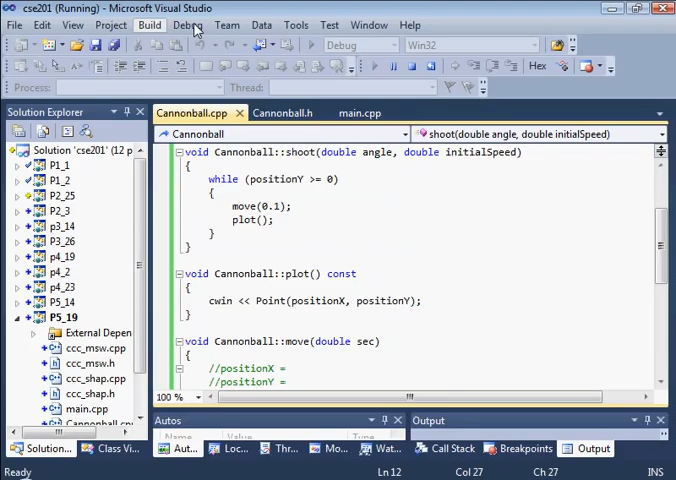 cse201 (Running) - Microsoft Visual Studio
File Edit View Project Build Debug Team Data Tools Test Window Help
Debug Win32
Hex
Process: Thread:
Solution Explorer
Cannonball.cpp Cannonball.h main.cpp
Cannonball shoot(double angle, double initialSpeed)
Solution 'cse201' (12 p
P1_1
P1_2
P2_25
P2_3
p3_14
P3_26
p4_19
p4_2
p4_23
P5_14
P5_19
External Depen
ccc_msw.cpp
ccc_msw.h
ccc_shap.cpp
ccc_shap.h
main.cpp
Cannonball.cpp
void Cannonball::shoot(double angle, double initialSpeed)
{
while (positionY >= 0)
{
move(0.1);
plot();
}
}
void Cannonball::plot() const
{
cwin << Point(positionX, positionY);
}
void Cannonball::move(double sec)
{
//positionX =
//positionY =
100 %
Autos
Output
Name Value
Solution... Class Vi... Aut... Loc... Thr... Mo... Wat... Call Stack Breakpoints Output
Ready Ln 12 Col 27 Ch 27 INS